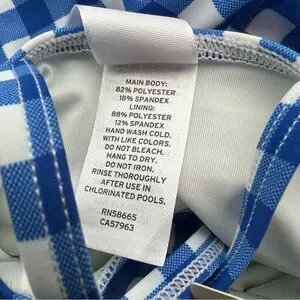 MAIN BODY:
82% POLYESTER
18% SPANDEX
LINING:
88% POLYESTER
12% SPANDEX
HAND WASH COLD.
WITH LIKE COLORS.
DO NOT BLEACH.
HANG TO DRY.
DO NOT IRON.
RINSE THOROUGHLY
AFTER USE IN
CHLORINATED POOLS.
RN58665
CA57963